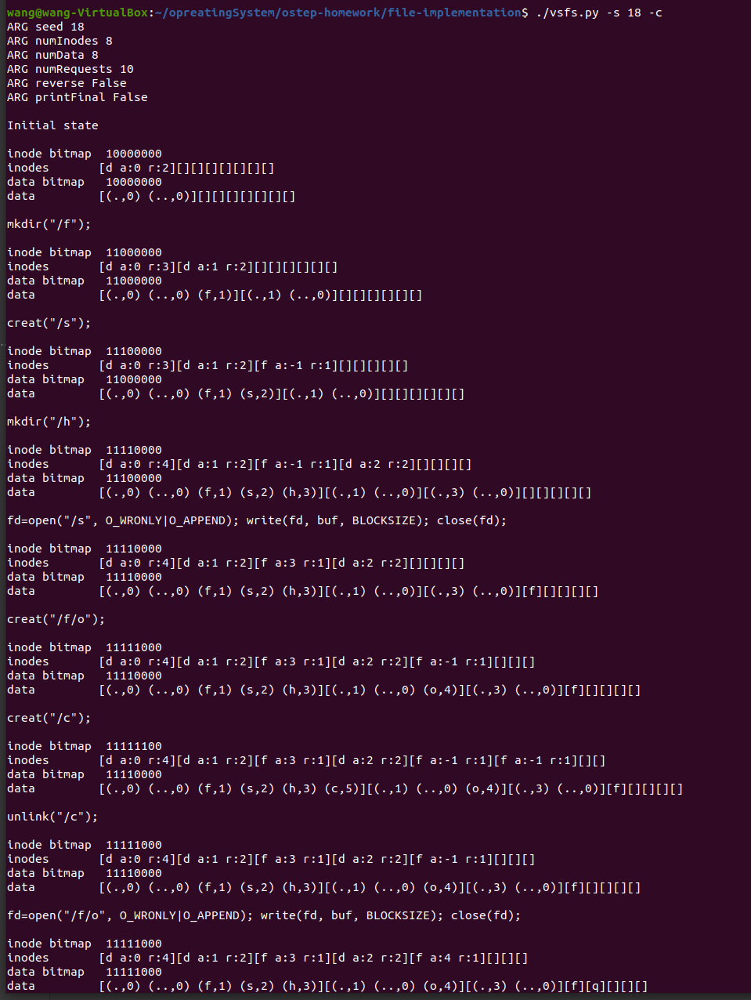 wang@wang-VirtualBox:~/opreatingSystem/ostep-homework/file-implementation$ ./vsfs.py -s 18 -c
ARG seed 18
ARG numInodes 8
ARG numData 8
ARG numRequests 10
ARG reverse False
ARG printFinal False
Initial state
inode bitmap  10000000
inodes       [d a:0 r:2][][][][][][][]
data bitmap   10000000
data         [(.,0) (..,0)][][][][][][][]
mkdir("/f");
inode bitmap  11000000
inodes       [d a:0 r:3][d a:1 r:2][][][][][][]
data bitmap   11000000
data         [(.,0) (..,0) (f,1)][(.,1) (..,0)][][][][][][]
creat("/s");
inode bitmap  11100000
inodes       [d a:0 r:3][d a:1 r:2][f a:-1 r:1][][][][][]
data bitmap   11000000
data         [(.,0) (..,0) (f,1) (s,2)][(.,1) (..,0)][][][][][][]
mkdir("/h");
inode bitmap  11110000
inodes       [d a:0 r:4][d a:1 r:2][f a:-1 r:1][d a:2 r:2][][][][]
data bitmap   11100000
data         [(.,0) (..,0) (f,1) (s,2) (h,3)][(.,1) (..,0)][(.,3) (..,0)][][][][][]
fd=open("/s", O_WRONLY|O_APPEND); write(fd, buf, BLOCKSIZE); close(fd);
inode bitmap  11110000
inodes       [d a:0 r:4][d a:1 r:2][f a:3 r:1][d a:2 r:2][][][][]
data bitmap   11110000
data         [(.,0) (..,0) (f,1) (s,2) (h,3)][(.,1) (..,0)][(.,3) (..,0)][f][][][][]
creat("/f/o");
inode bitmap  11111000
inodes       [d a:0 r:4][d a:1 r:2][f a:3 r:1][d a:2 r:2][f a:-1 r:1][][][]
data bitmap   11110000
data         [(.,0) (..,0) (f,1) (s,2) (h,3)][(.,1) (..,0) (o,4)][(.,3) (..,0)][f][][][][]
creat("/c");
inode bitmap  11111100
inodes       [d a:0 r:4][d a:1 r:2][f a:3 r:1][d a:2 r:2][f a:-1 r:1][f a:-1 r:1][][]
data bitmap   11110000
data         [(.,0) (..,0) (f,1) (s,2) (h,3) (c,5)][(.,1) (..,0) (o,4)][(.,3) (..,0)][f][][][][]
unlink("/c");
inode bitmap  11111000
inodes       [d a:0 r:4][d a:1 r:2][f a:3 r:1][d a:2 r:2][f a:-1 r:1][][][]
data bitmap   11110000
data         [(.,0) (..,0) (f,1) (s,2) (h,3)][(.,1) (..,0) (o,4)][(.,3) (..,0)][f][][][][]
fd=open("/f/o", O_WRONLY|O_APPEND); write(fd, buf, BLOCKSIZE); close(fd);
inode bitmap  11111000
inodes       [d a:0 r:4][d a:1 r:2][f a:3 r:1][d a:2 r:2][f a:4 r:1][][][]
data bitmap   11111000
data         [(.,0) (..,0) (f,1) (s,2) (h,3)][(.,1) (..,0) (o,4)][(.,3) (..,0)][f][q][][][]